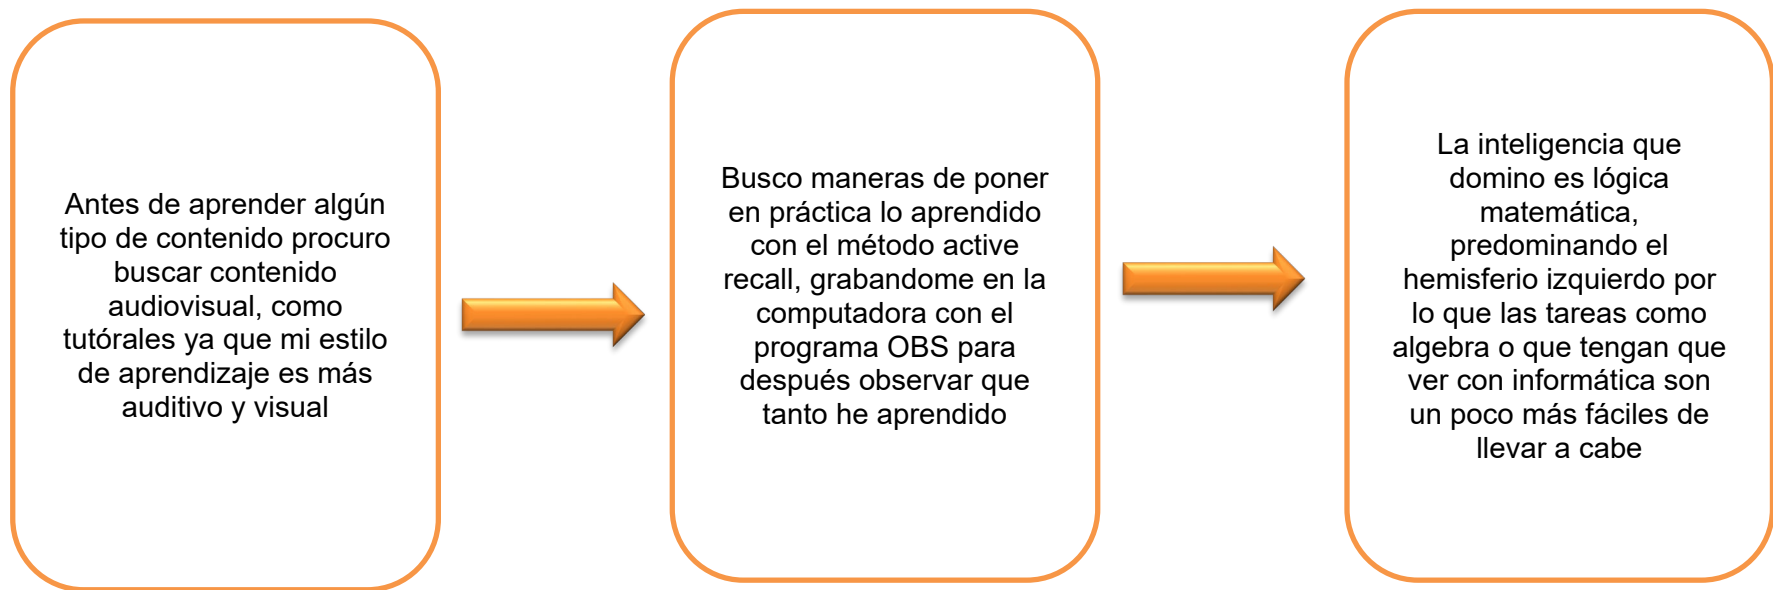 Antes de aprender algún
tipo de contenido procuro
buscar contenido
audiovisual, como
tutórales ya que mi estilo
de aprendizaje es más
auditivo y visual
Busco maneras de poner
en práctica lo aprendido
con el método active
recall, grabandome en la
computadora con el
programa OBS para
después observar que
tanto he aprendido
La inteligencia que
domino es lógica
matemática,
predominando el
hemisferio izquierdo por
lo que las tareas como
algebra o que tengan que
ver con informática son
un poco más fáciles de
llevar a cabe